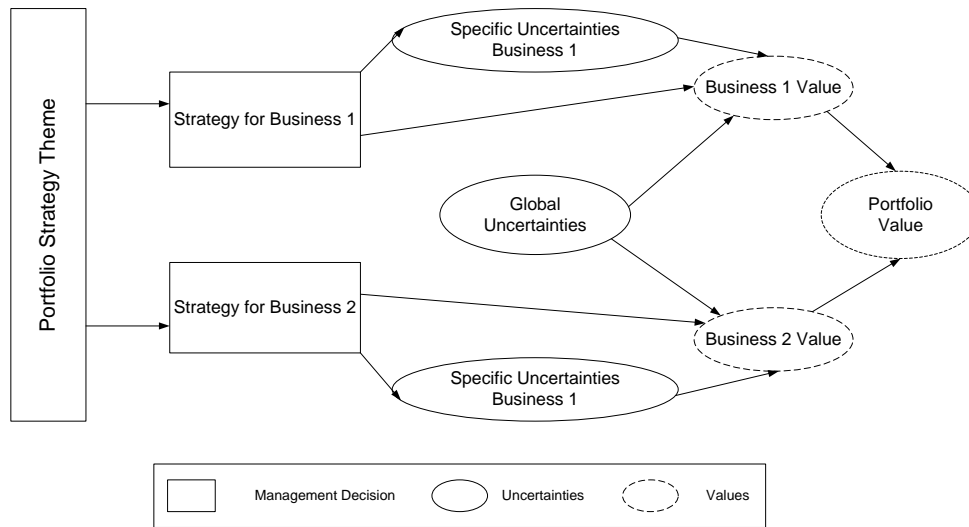 Portfolio Strategy Theme
Specific Uncertainties
Business 1
Business 1 Value
Strategy for Business 1
Global
Uncertainties
Portfolio
Value
Strategy for Business 2
Business 2 Value
Specific Uncertainties
Business 1
Management Decision
Uncertainties
Values